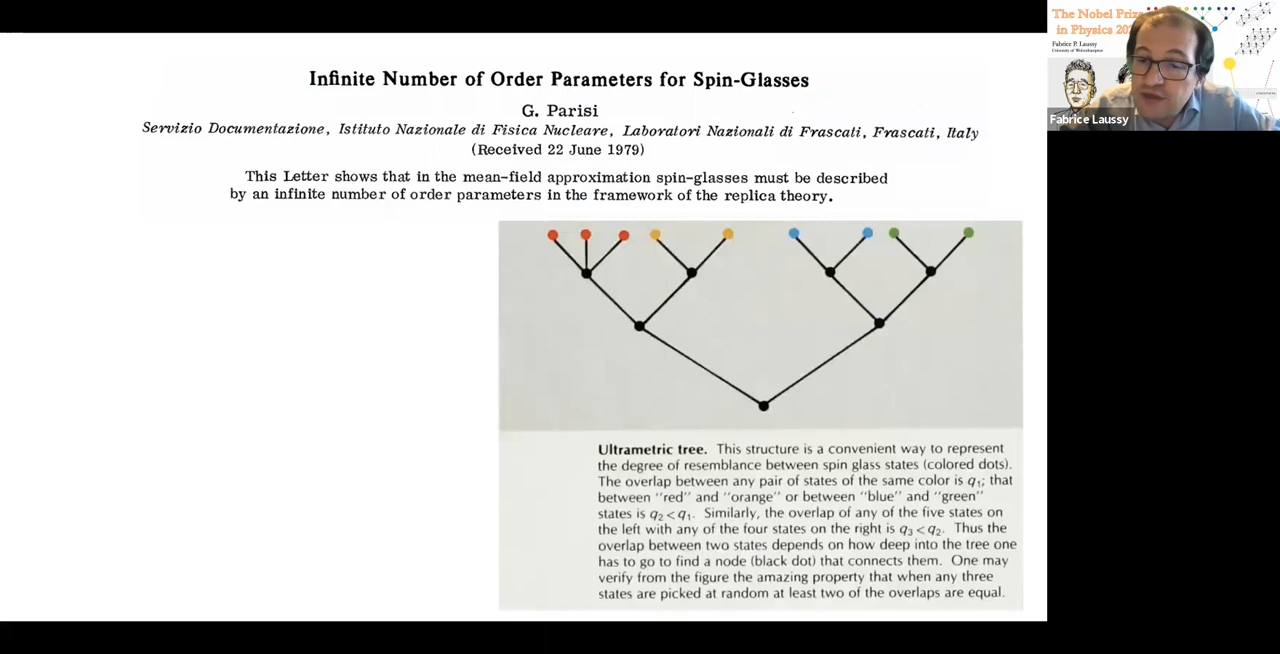 Infinite Number of Order Parameters for Spin-Glasses
G. Parisi
Servizio Documentazione, Istituto Nazionale di Fisica Nucleare, Laboratori Nazionali di Frascati, Frascati, Italy
(Received 22 June 1979)
This Letter shows that in the mean-field approximation spin-glasses must be described
by an infinite number of order parameters in the framework of the replica theory.
Ultrametric tree. This structure is a convenient way to represent
the degree of resemblance between spin glass states (colored dots).
The overlap between any pair of states of the same color is q₁; that
between "red" and "orange" or between "blue" and "green"
states is q₂<q₁. Similarly, the overlap of any of the five states on
the left with any of the four states on the right is q₃<q₂. Thus the
overlap between two states depends on how deep into the tree one
has to go to find a node (black dot) that connects them. One may
verify from the figure the amazing property that when any three
states are picked at random at least two of the overlaps are equal.
The Nobel Prize
in Physics 20
Fabrice P. Laussy
University of Wolverhampton
Fabrice Laussy